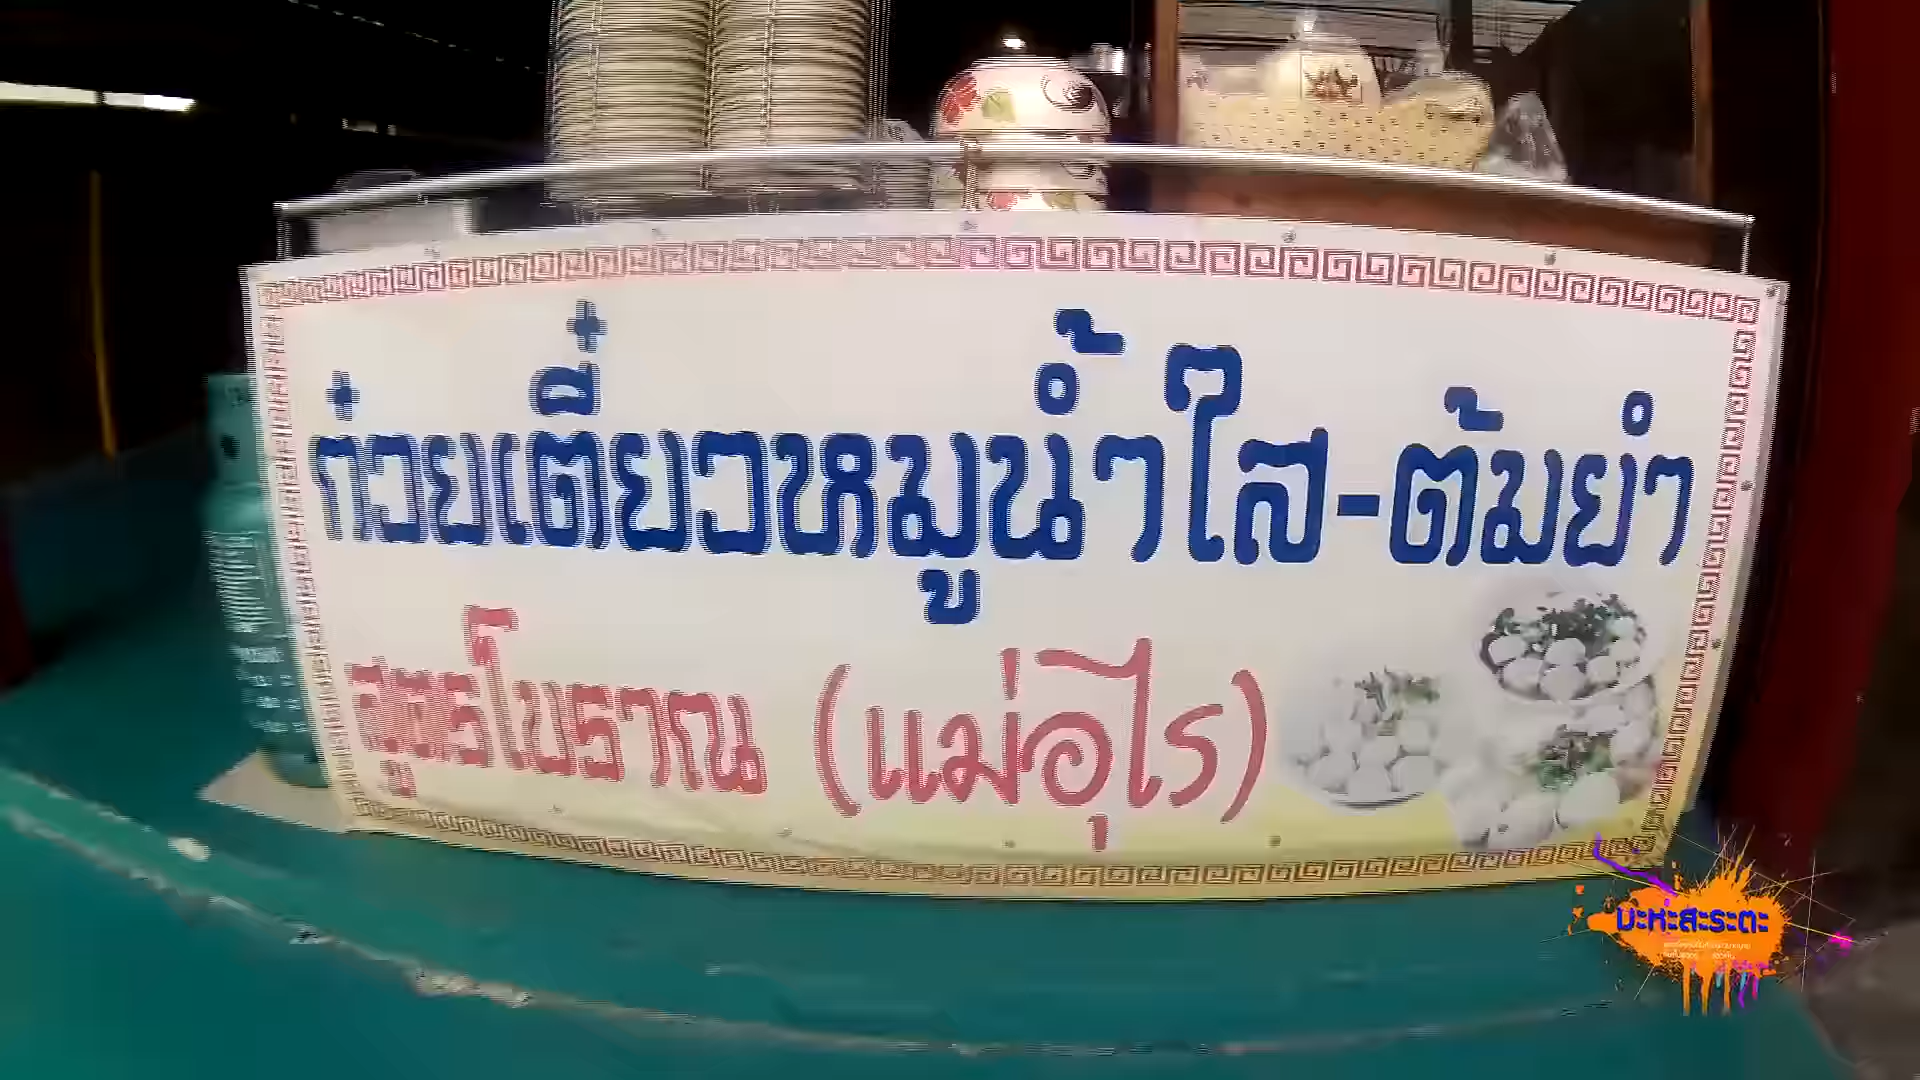 ก๋วยเตี๋ยวหมูน้ำใส-ต้มยำ
สูตรโบราณ (แม่อุไร)
มะหะสะระตะ